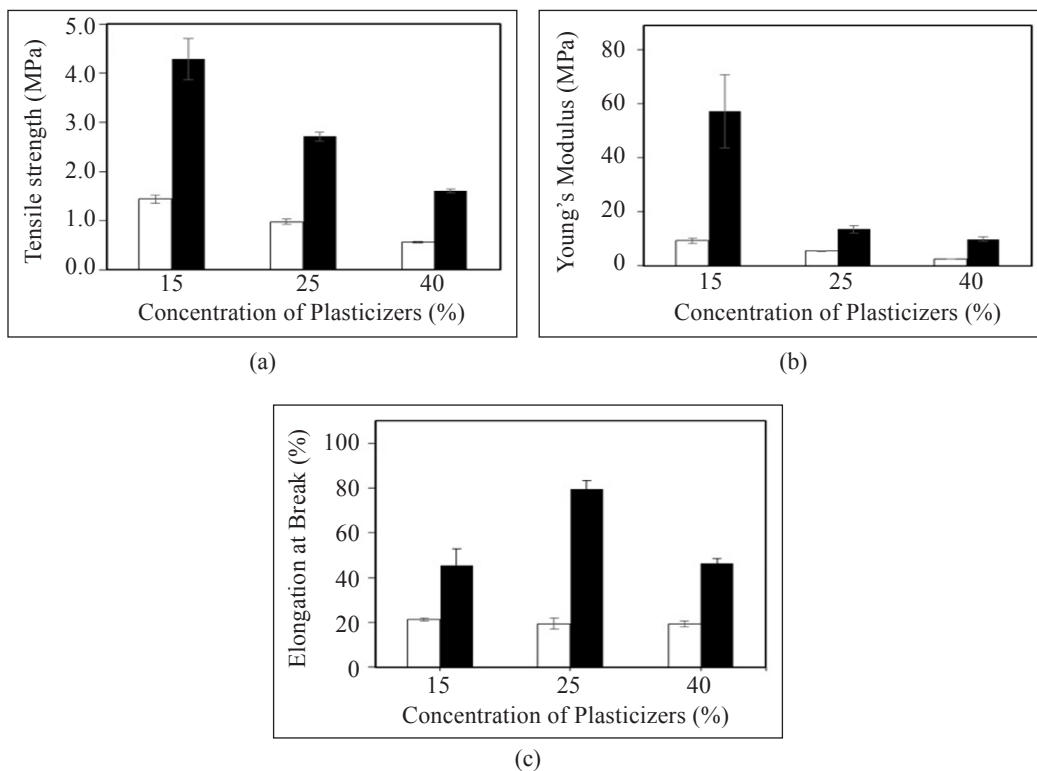 Tensile strength (MPa)
5.0
4.0
3.0
2.0
1.0
0.0
15 25 40
Concentration of Plasticizers (%)
(a)
Young's Modulus (MPa)
80
60
40
20
0
15 25 40
Concentration of Plasticizers (%)
(b)
Elongation at Break (%)
100
80
60
40
20
0
15 25 40
Concentration of Plasticizers (%)
(c)